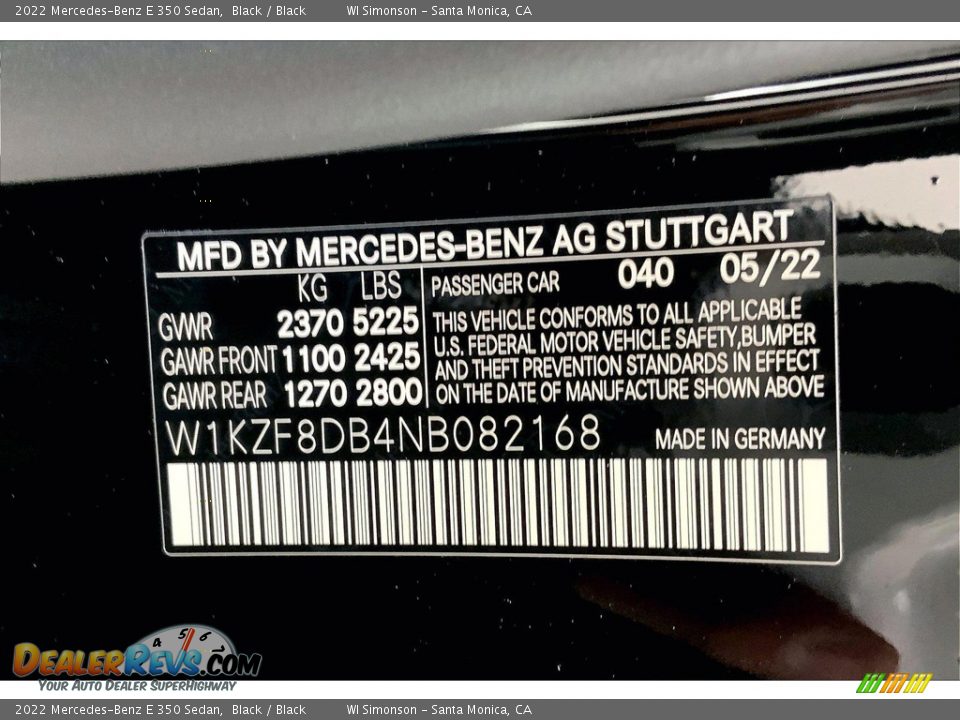 2022 Mercedes-Benz E 350 Sedan, Black / Black WI Simonson - Santa Monica, CA
MFD BY MERCEDES-BENZ AG STUTTGART
KG LBS PASSENGER CAR 040 05/22
GVWR 2370 5225
GAWR FRONT 1100 2425
GAWR REAR 1270 2800
THIS VEHICLE CONFORMS TO ALL APPLICABLE
U.S. FEDERAL MOTOR VEHICLE SAFETY,BUMPER
AND THEFT PREVENTION STANDARDS IN EFFECT
ON THE DATE OF MANUFACTURE SHOWN ABOVE
W1KZF8DB4NB082168 MADE IN GERMANY
4 5 6
DEALERREVS.COM
YOUR AUTO DEALER SUPERHIGHWAY
2022 Mercedes-Benz E 350 Sedan, Black / Black WI Simonson - Santa Monica, CA